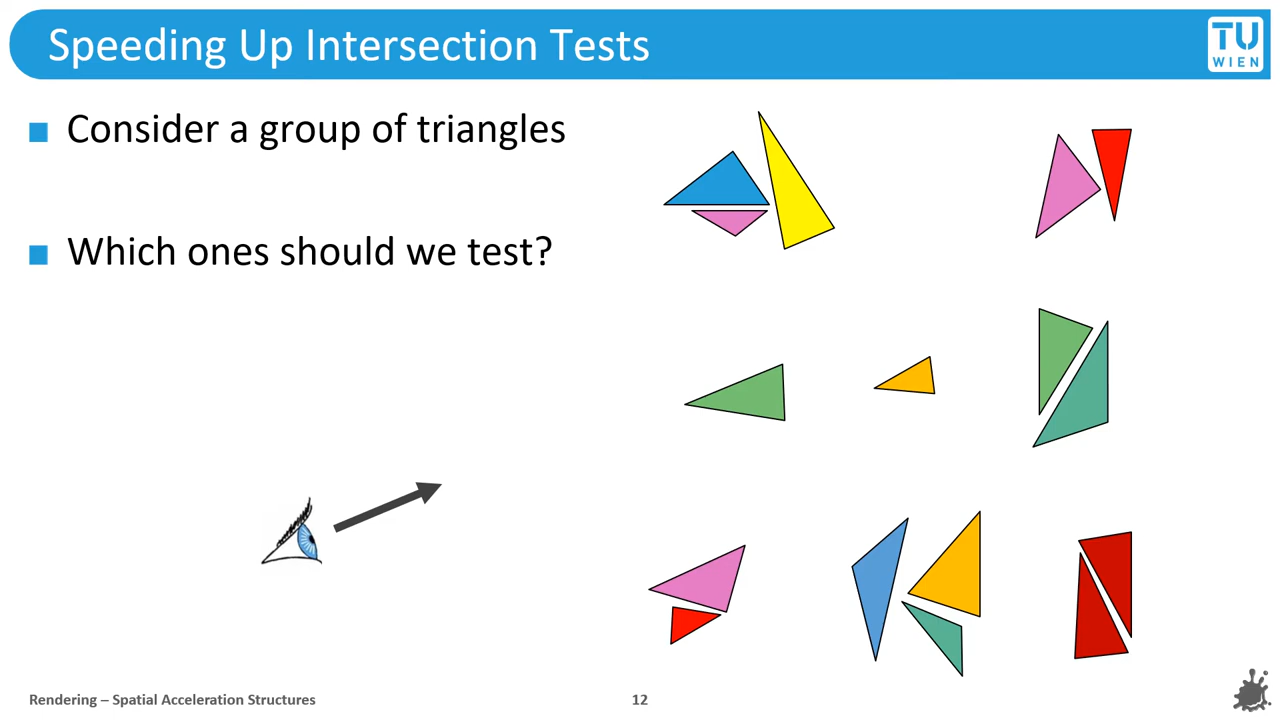 Speeding Up Intersection Tests
TU
WIEN
Consider a group of triangles
Which ones should we test?
Rendering – Spatial Acceleration Structures
12